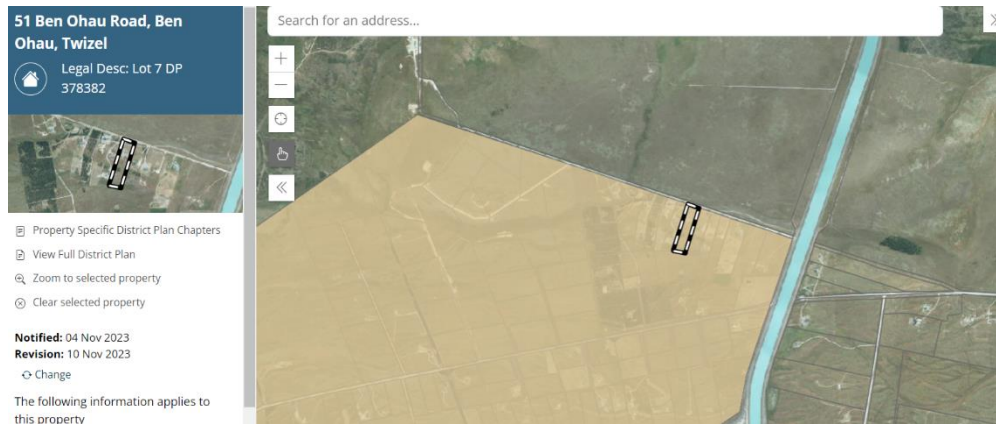 51 Ben Ohau Road, Ben
Ohau, Twizel
Legal Desc: Lot 7 DP
378382
Property Specific District Plan Chapters
View Full District Plan
Zoom to selected property
Clear selected property
Notified: 04 Nov 2023
Revision: 10 Nov 2023
Change
The following information applies to
this property
Search for an address...